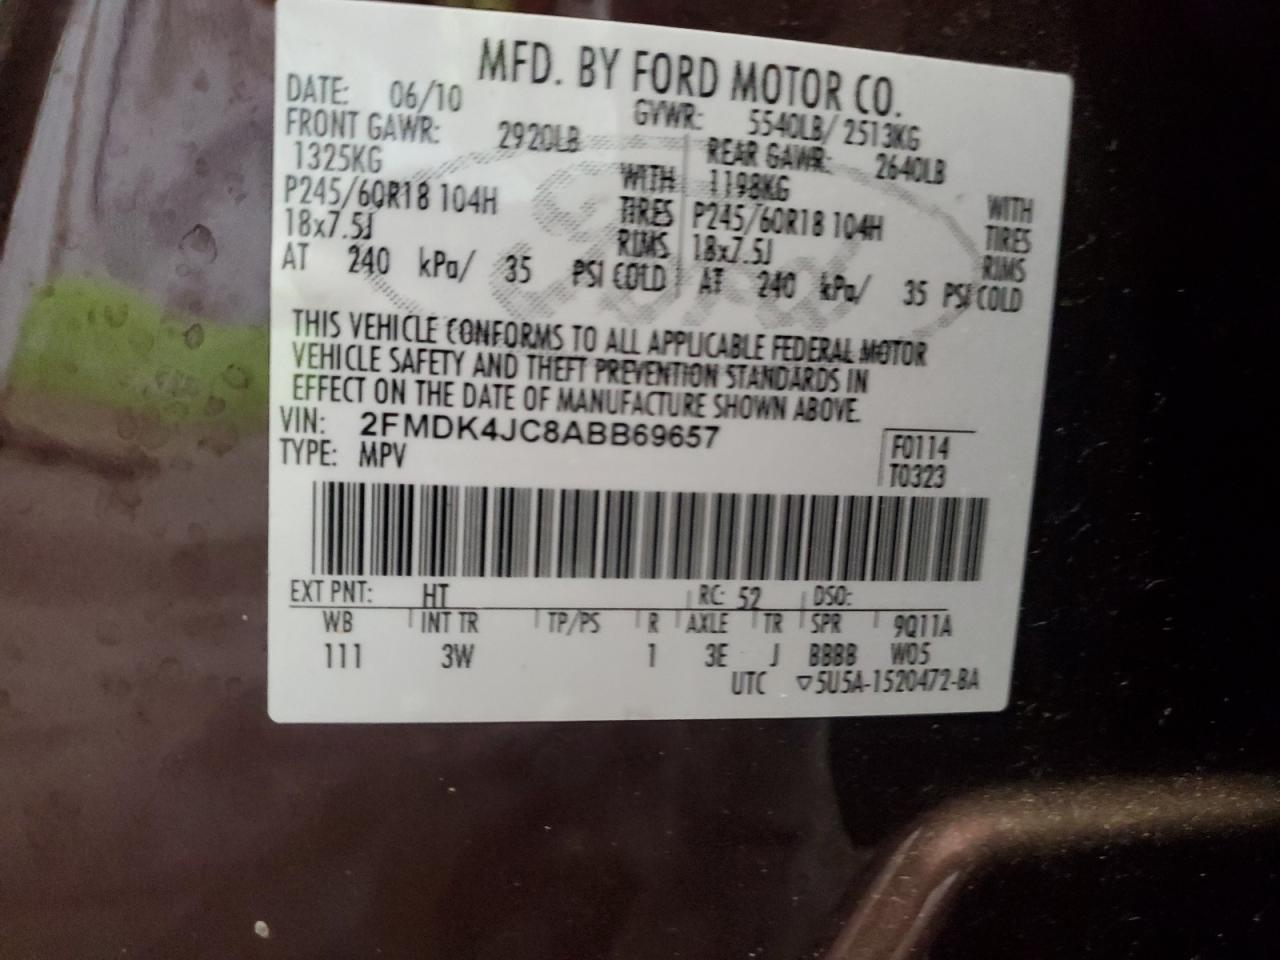 MFD. BY FORD MOTOR CO.
DATE: 06/10 GVWR: 5540LB/ 2513KG
FRONT GAWR: 2920LB REAR GAWR: 2640LB
1325KG WITH 1198KG WITH
P245/60R18 104H TIRES P245/60R18 104H TIRES
18x7.5J RIMS 18x7.5J RIMS
AT 240 kPa/ 35 PSI COLD AT 240 kPa/ 35 PSI COLD
THIS VEHICLE CONFORMS TO ALL APPLICABLE FEDERAL MOTOR
VEHICLE SAFETY AND THEFT PREVENTION STANDARDS IN
EFFECT ON THE DATE OF MANUFACTURE SHOWN ABOVE.
VIN: 2FMDK4JC8ABB69657 F0114
TYPE: MPV T0323
EXT PNT: HT RC: 52 DSO:
WB INT TR TP/PS R AXLE TR SPR 9Q11A
111 3W 1 3E J BBBB W05
UTC ▽5U5A-1520472-BA